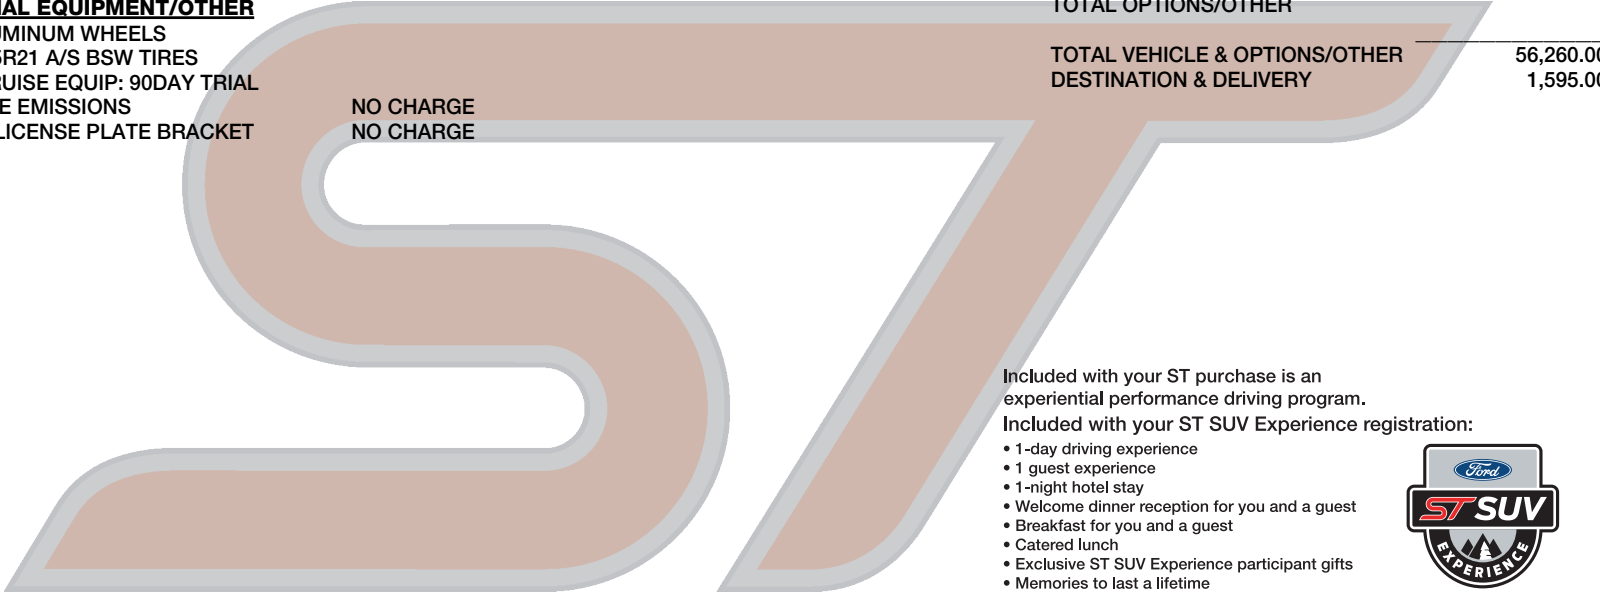 EQUIPMENT/OTHER
WHEELS
A/S BSW TIRES
EQUIP: 90DAY TRIAL
EMISSIONS NO CHARGE
LICENSE PLATE BRACKET NO CHARGE
TOTAL OPTIONS/OTHER
TOTAL VEHICLE & OPTIONS/OTHER 56,260.00
DESTINATION & DELIVERY 1,595.00
ST
Included with your ST purchase is an
experiential performance driving program.
Included with your ST SUV Experience registration:
• 1-day driving experience
• 1 guest experience
• 1-night hotel stay
• Welcome dinner reception for you and a guest
• Breakfast for you and a guest
• Catered lunch
• Exclusive ST SUV Experience participant gifts
• Memories to last a lifetime
Ford
ST SUV
EXPERIENCE